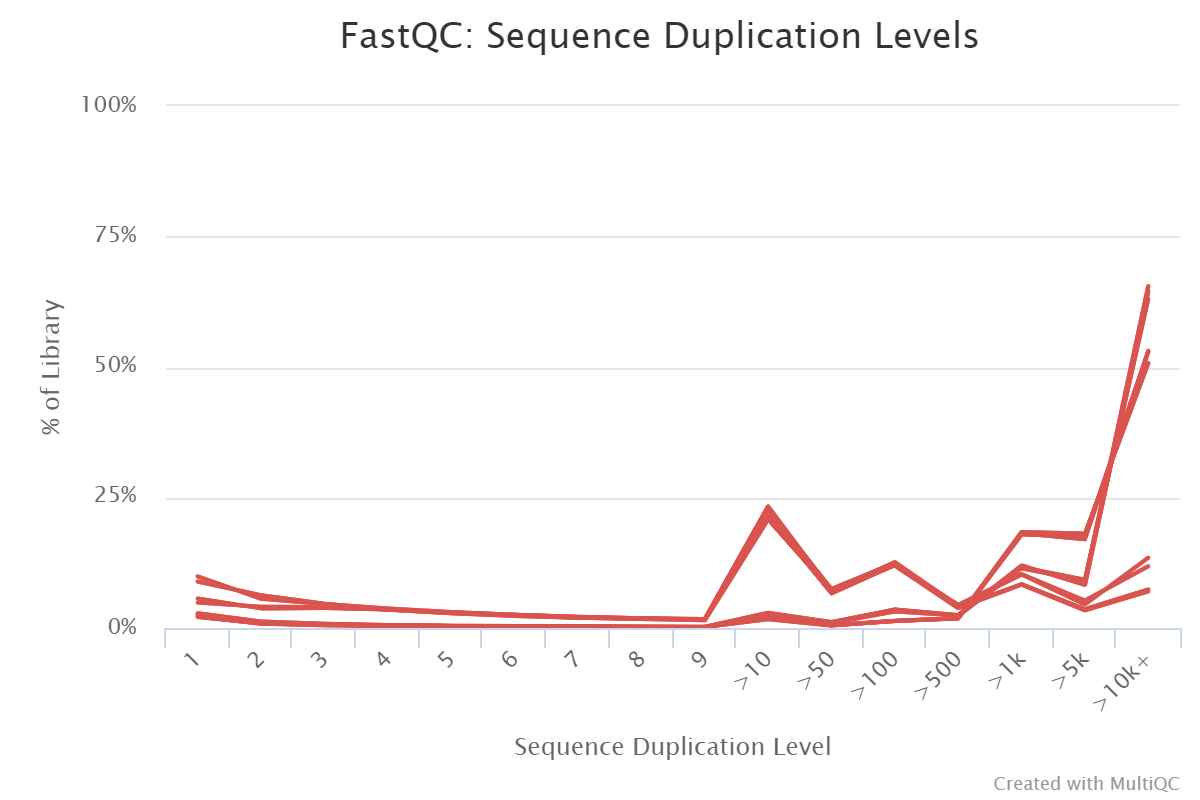 FastQC: Sequence Duplication Levels
100%
75%
50%
25%
0%
% of Library
1
2
3
4
5
6
7
8
9
>10
>50
>100
>500
>1k
>5k
>10k+
Sequence Duplication Level
Created with MultiQC